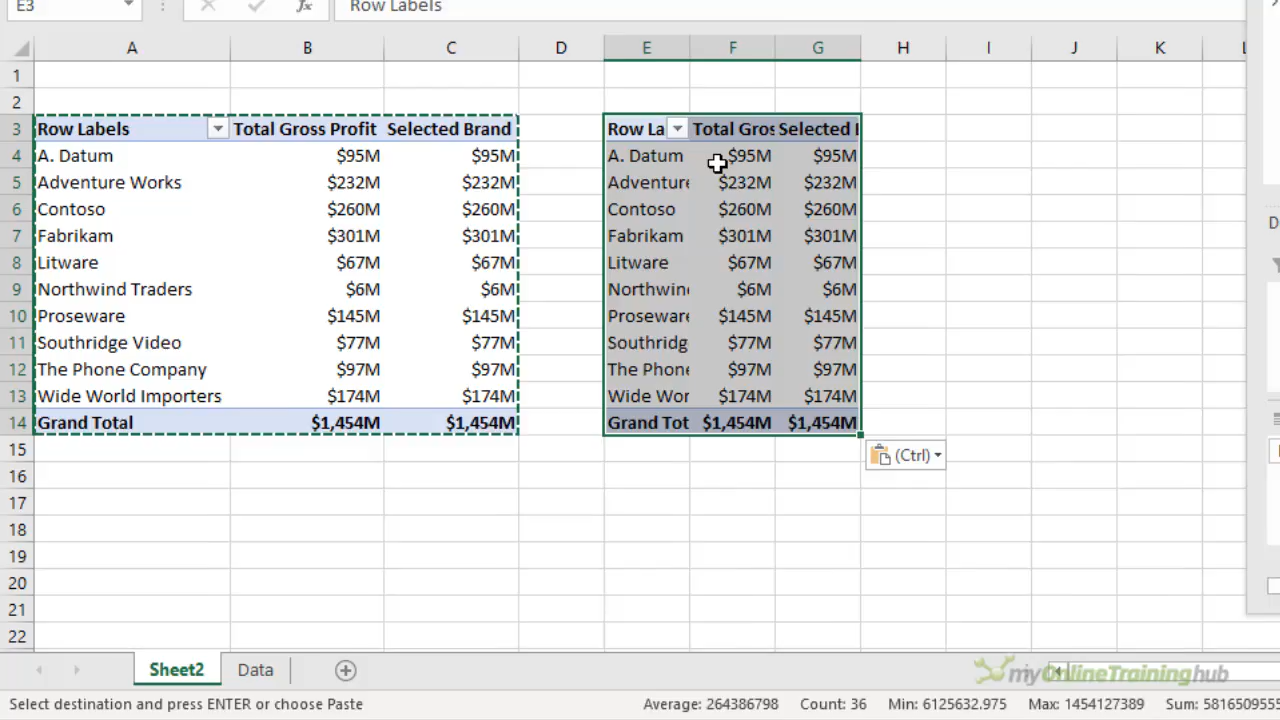 E3 fx Row Labels
A B C D E F G H I J K L
1
2
3 Row Labels Total Gross Profit Selected Brand Row La Total Gros Selected
4 A. Datum $95M $95M A. Datum $95M $95M
5 Adventure Works $232M $232M Adventure $232M $232M
6 Contoso $260M $260M Contoso $260M $260M
7 Fabrikam $301M $301M Fabrikam $301M $301M
8 Litware $67M $67M Litware $67M $67M
9 Northwind Traders $6M $6M Northwin $6M $6M
10 Proseware $145M $145M Proseware $145M $145M
11 Southridge Video $77M $77M Southridg $77M $77M
12 The Phone Company $97M $97M The Phone $97M $97M
13 Wide World Importers $174M $174M Wide Wor $174M $174M
14 Grand Total $1,454M $1,454M Grand Tot $1,454M $1,454M
15 (Ctrl)
16
17
18
19
20
21
22
Sheet2 Data
myOnlineTraininghub
Select destination and press ENTER or choose Paste Average: 264386798 Count: 36 Min: 6125632.975 Max: 1454127389 Sum: 5816509555